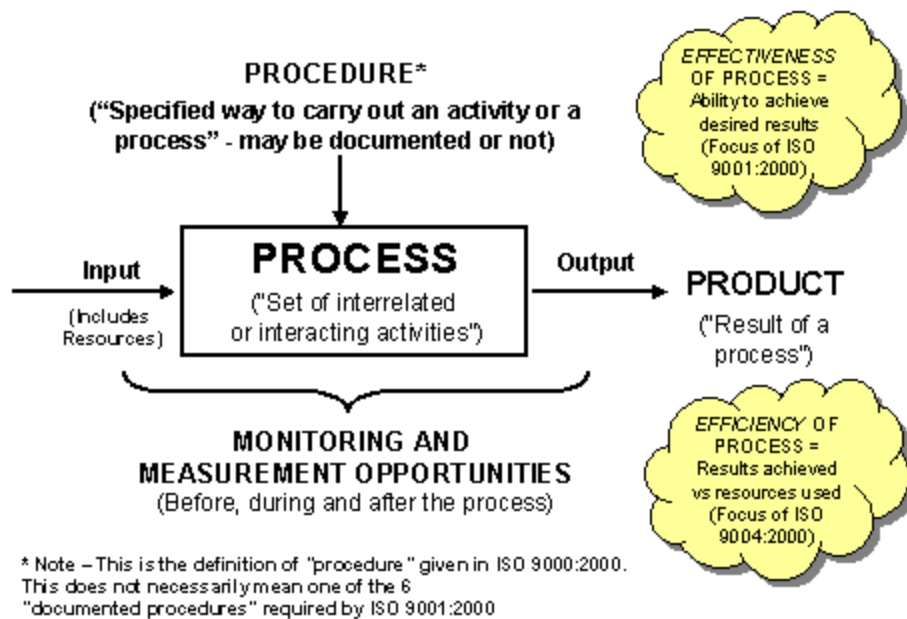 PROCEDURE*
("Specified way to carry out an activity or a
process" - may be documented or not)
EFFECTIVENESS
OF PROCESS =
Ability to achieve
desired results
(Focus of ISO
9001:2000)
Input
(Includes
Resources)
PROCESS
("Set of interrelated
or interacting activities")
Output
PRODUCT
("Result of a
process")
MONITORING AND
MEASUREMENT OPPORTUNITIES
(Before, during and after the process)
EFFICIENCY OF
PROCESS =
Results achieved
vs resources used
(Focus of ISO
9004:2000)
* Note – This is the definition of "procedure" given in ISO 9000:2000.
This does not necessarily mean one of the 6
"documented procedures" required by ISO 9001:2000